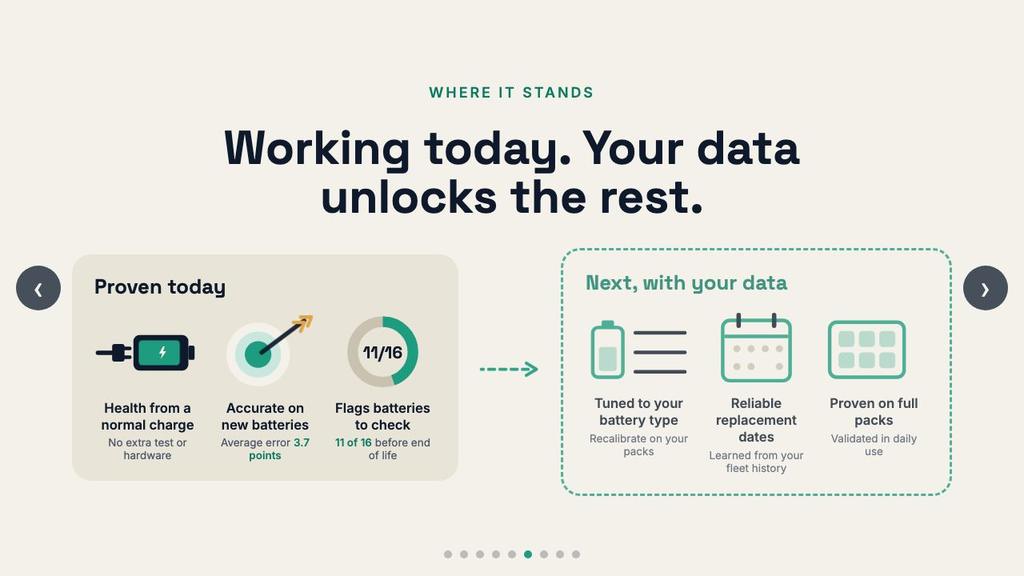 WHERE IT STANDS
Working today. Your data
unlocks the rest.
Proven today
11/16
Health from a
normal charge
No extra test or
hardware
Accurate on
new batteries
Average error 3.7
points
Flags batteries
to check
11 of 16 before end
of life
Next, with your data
Tuned to your
battery type
Recalibrate on your
packs
Reliable
replacement
dates
Learned from your
fleet history
Proven on full
packs
Validated in daily
use